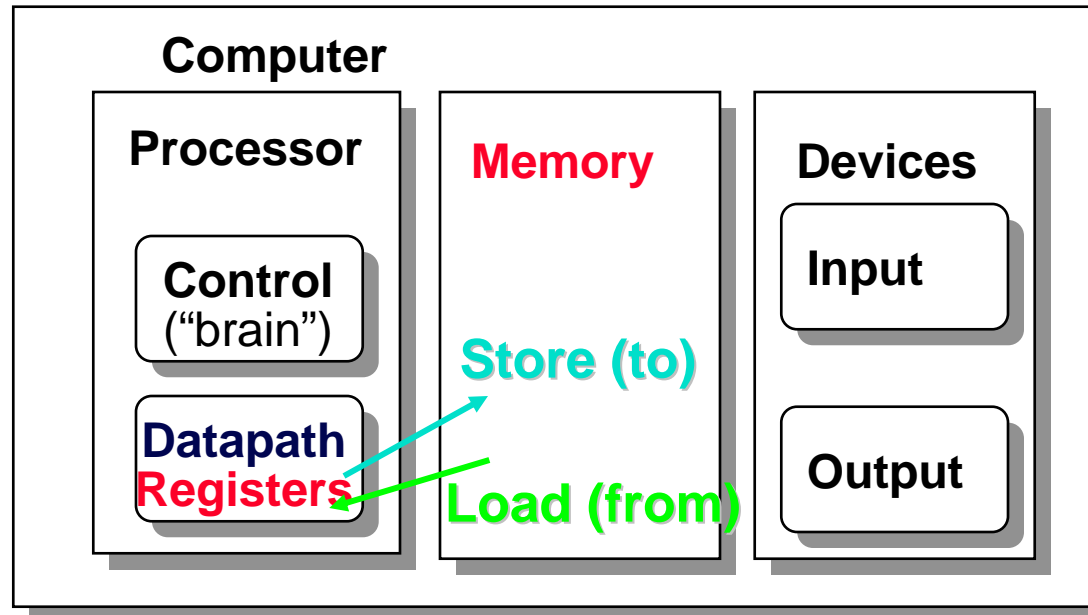 Computer
Processor
Control
(“brain”)
Datapath
Registers
Memory
Store (to)
Load (from)
Devices
Input
Output